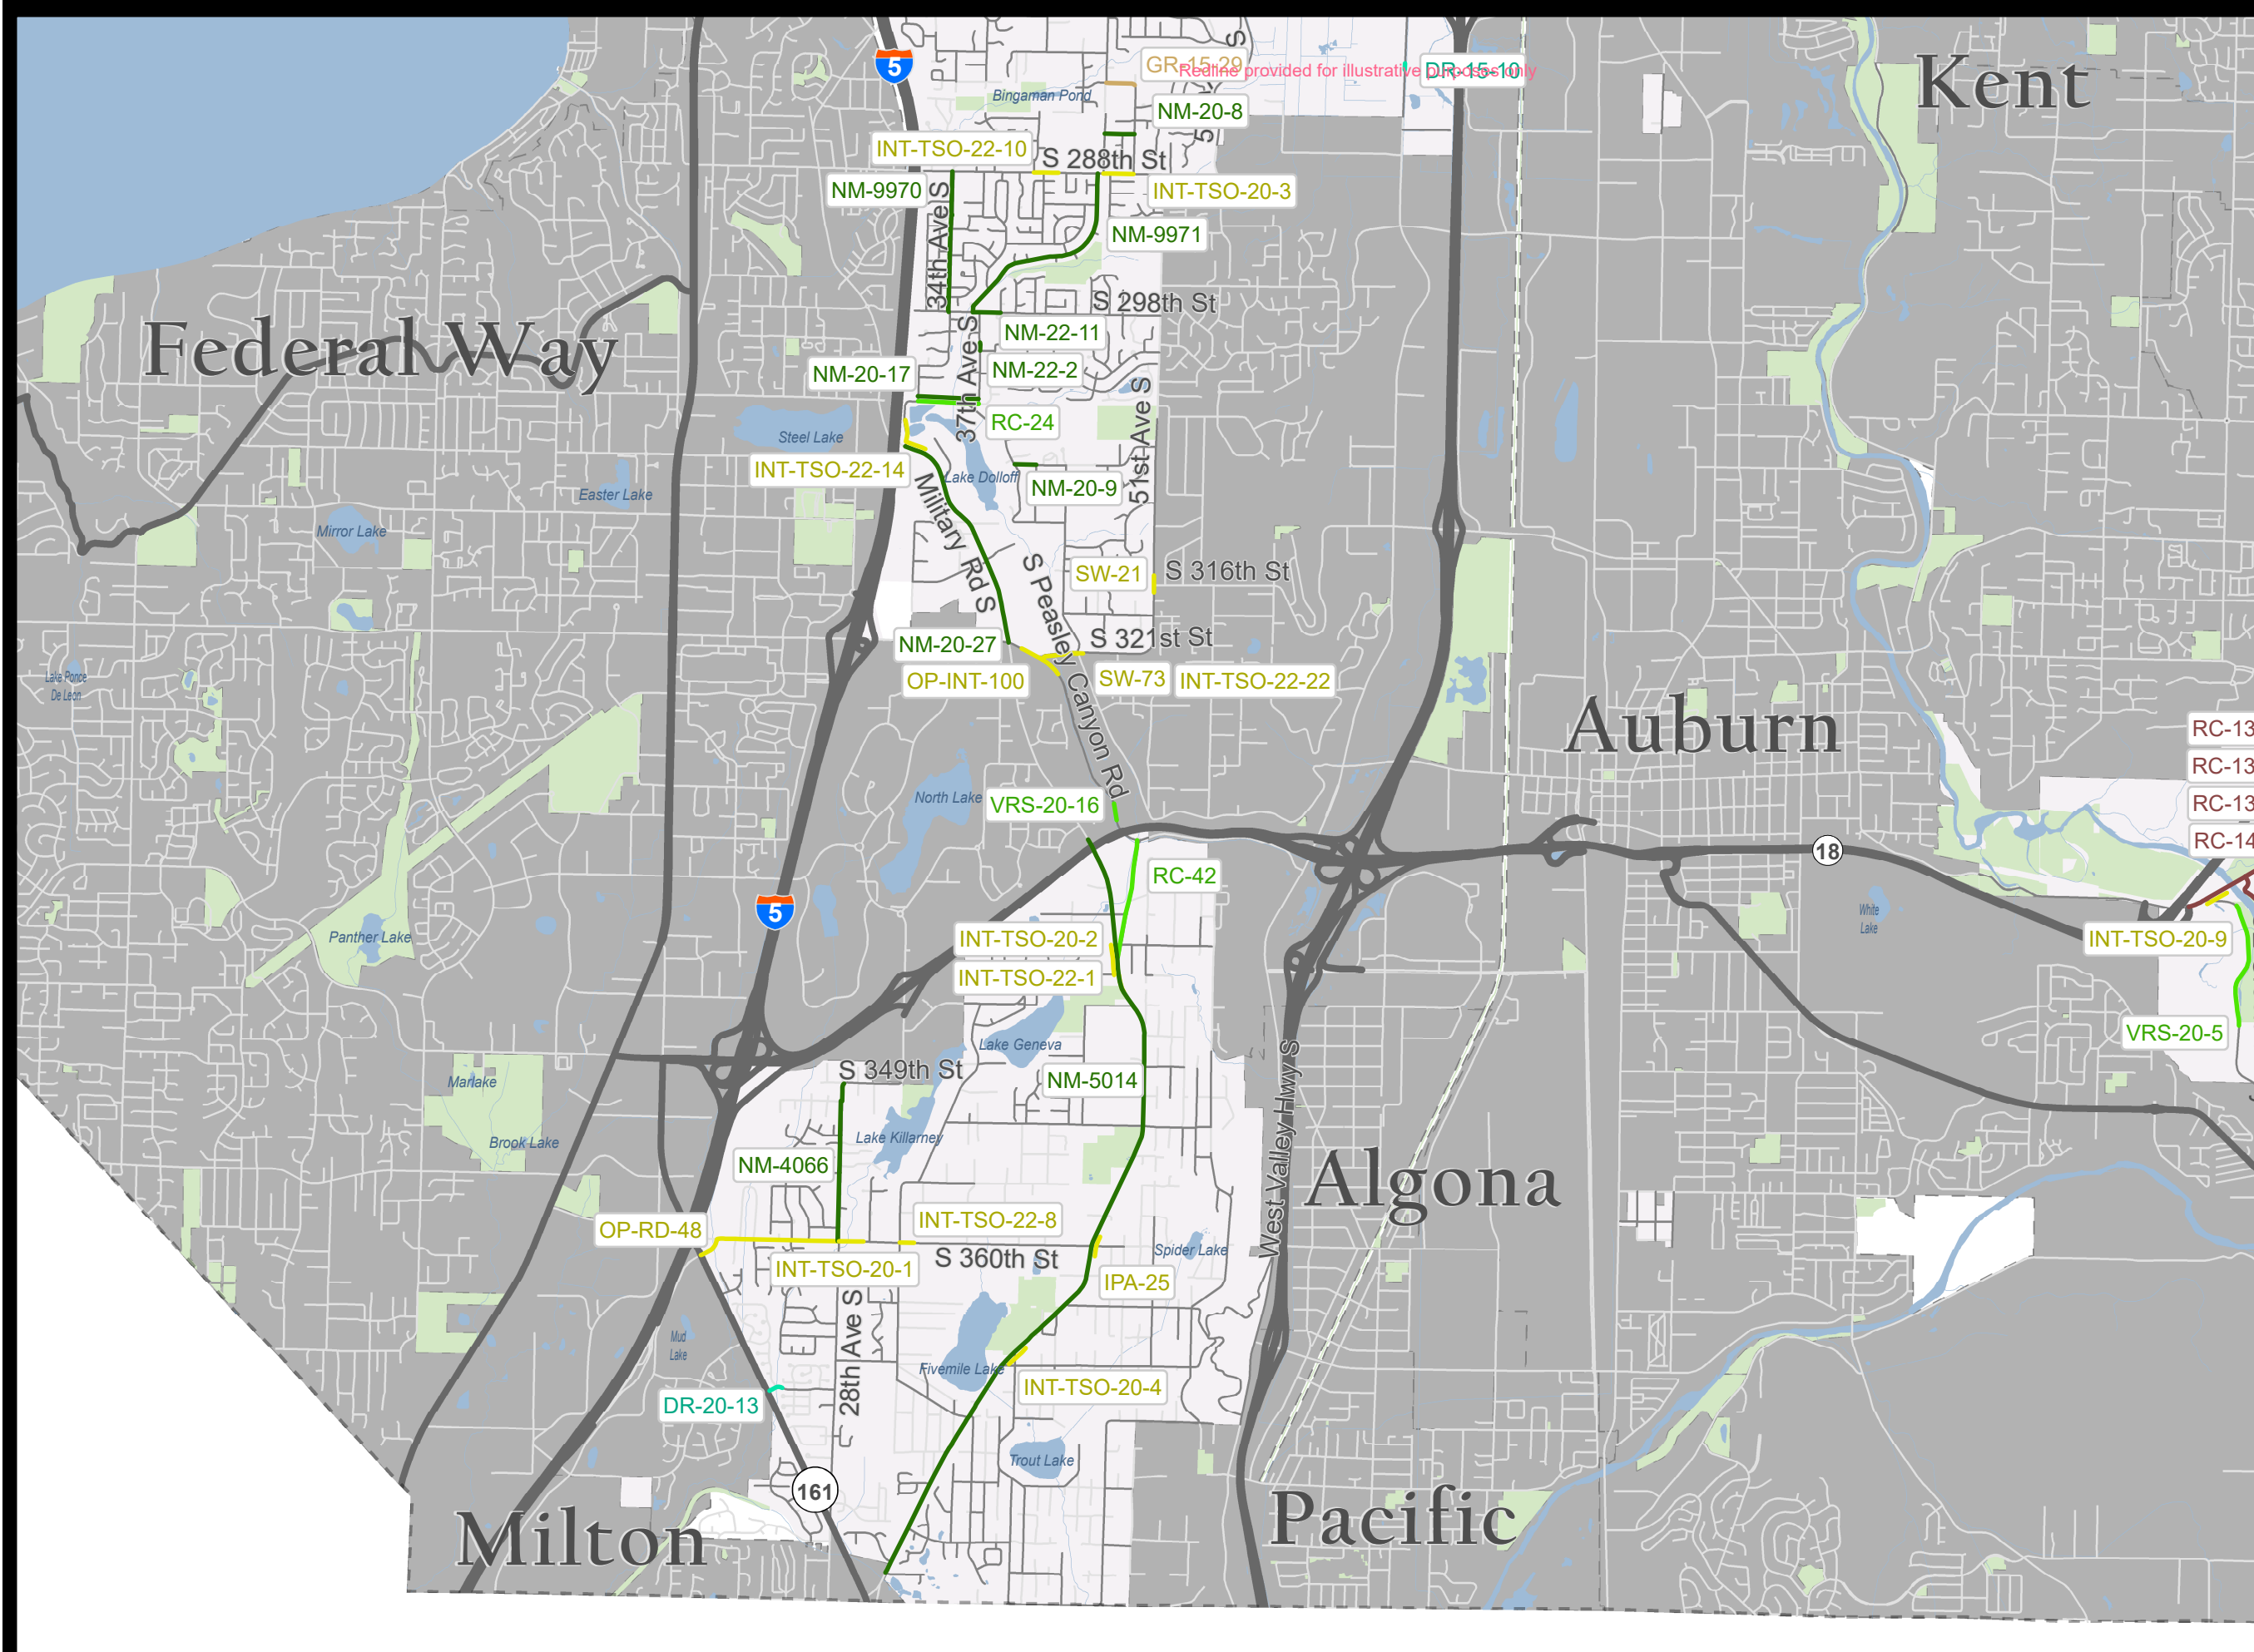 5
GR-15-29
Redline provided for illustrative purposes only
DR-15-10
Kent
Bingaman Pond
NM-20-8
INT-TSO-22-10
S 288th St
NM-9970
INT-TSO-20-3
34th Ave S
NM-9971
S 298th St
Federal Way
NM-22-11
37th Ave S
NM-20-17
NM-22-2
RC-24
51st Ave S
Steel Lake
INT-TSO-22-14
Lake Dolloff
NM-20-9
Easter Lake
Mirror Lake
Military Rd S
SW-21
S 316th St
S Peasley Canyon Rd
NM-20-27
S 321st St
OP-INT-100
SW-73
INT-TSO-22-22
Lake Ponce
De Leon
Auburn
RC-13
RC-13
RC-13
RC-14
North Lake
VRS-20-16
18
RC-42
5
White
Lake
Panther Lake
INT-TSO-20-2
INT-TSO-20-9
INT-TSO-22-1
VRS-20-5
Lake Geneva
S 349th St
NM-5014
Marlake
Brook Lake
Lake Killarney
West Valley Hwy S
NM-4066
Algona
OP-RD-48
INT-TSO-22-8
S 360th St
Spider Lake
INT-TSO-20-1
IPA-25
28th Ave S
Mud
Lake
Fivemile Lake
INT-TSO-20-4
DR-20-13
Trout Lake
161
Milton
Pacific